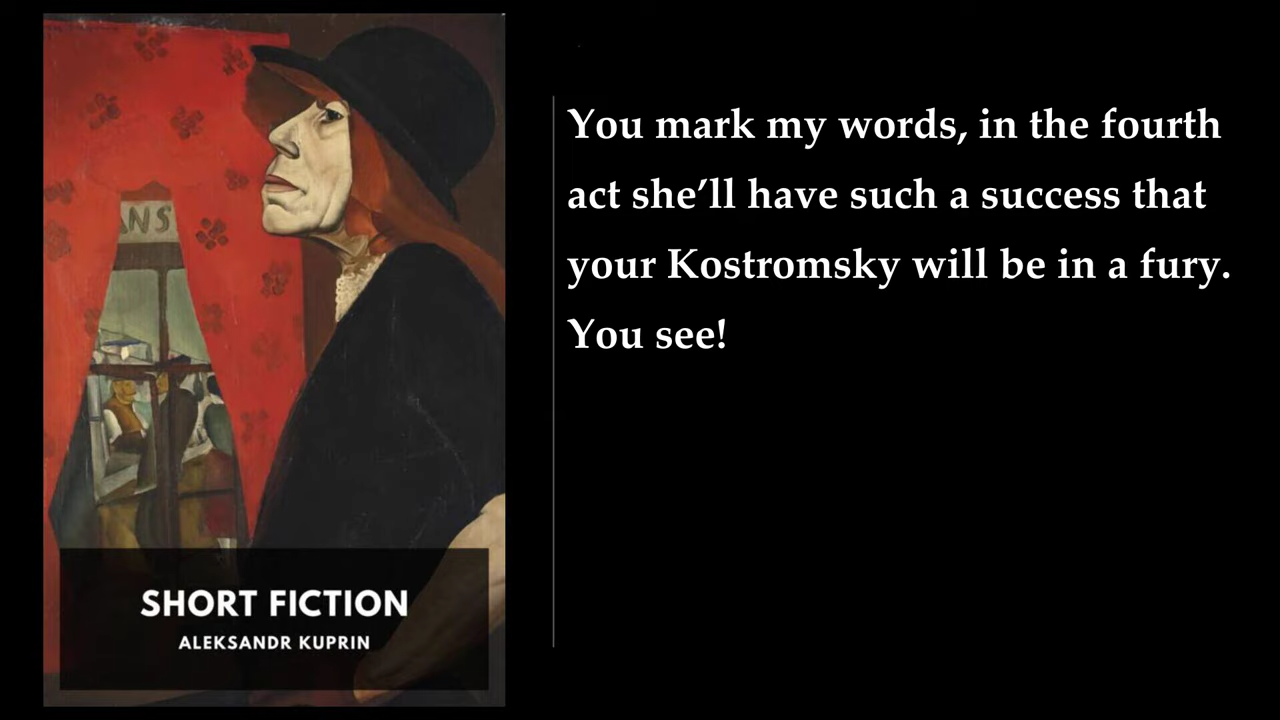 ANS
SHORT FICTION
ALEKSANDR KUPRIN
You mark my words, in the fourth
act she’ll have such a success that
your Kostromsky will be in a fury.
You see!